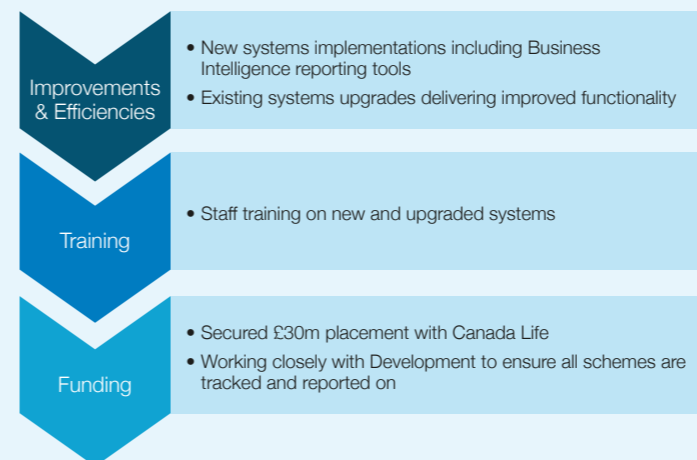 Improvements
& Efficiencies
• New systems implementations including Business
Intelligence reporting tools
• Existing systems upgrades delivering improved functionality
Training
• Staff training on new and upgraded systems
Funding
• Secured £30m placement with Canada Life
• Working closely with Development to ensure all schemes are
tracked and reported on